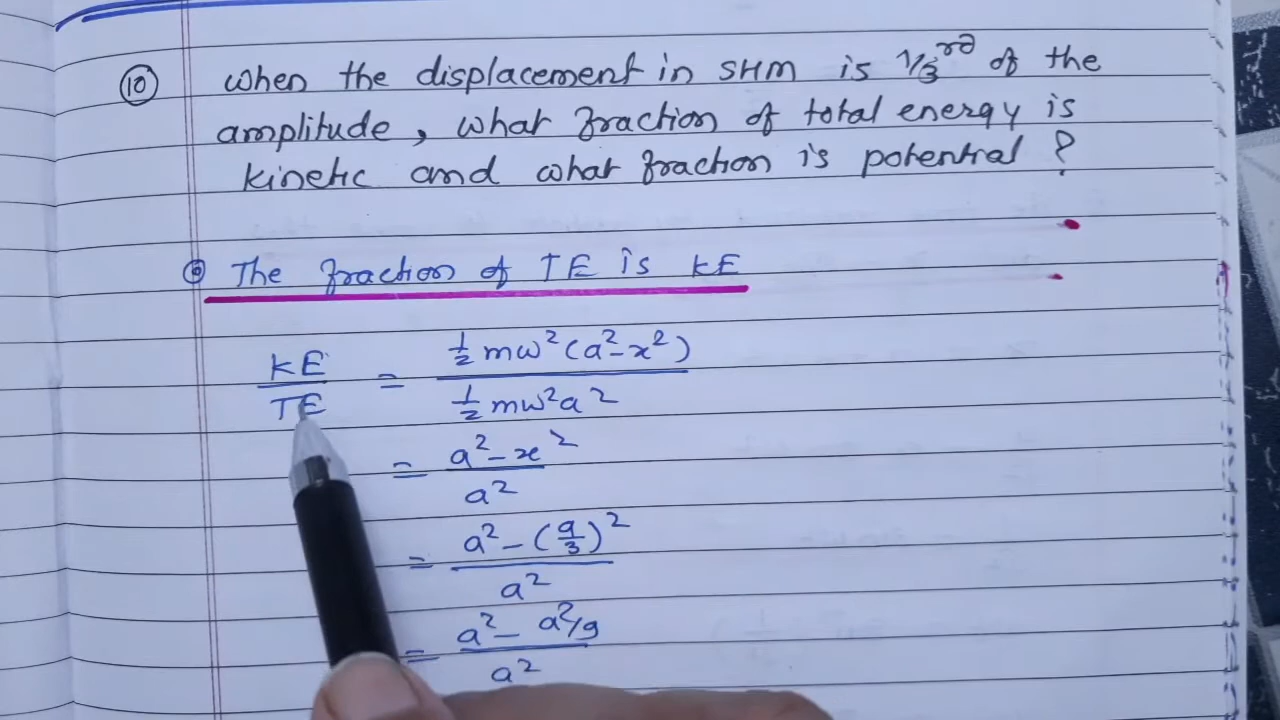 10 When the displacement in SHM is 1/3rd of the
amplitude, what fraction of total energy is
kinetic and what fraction is potential ?
The fraction of TE is KE
KE/TE = ½mω²(a²-x²) / ½mω²a²
= a²-x² / a²
= a²-(a/3)² / a²
= a²-a²/9 / a²